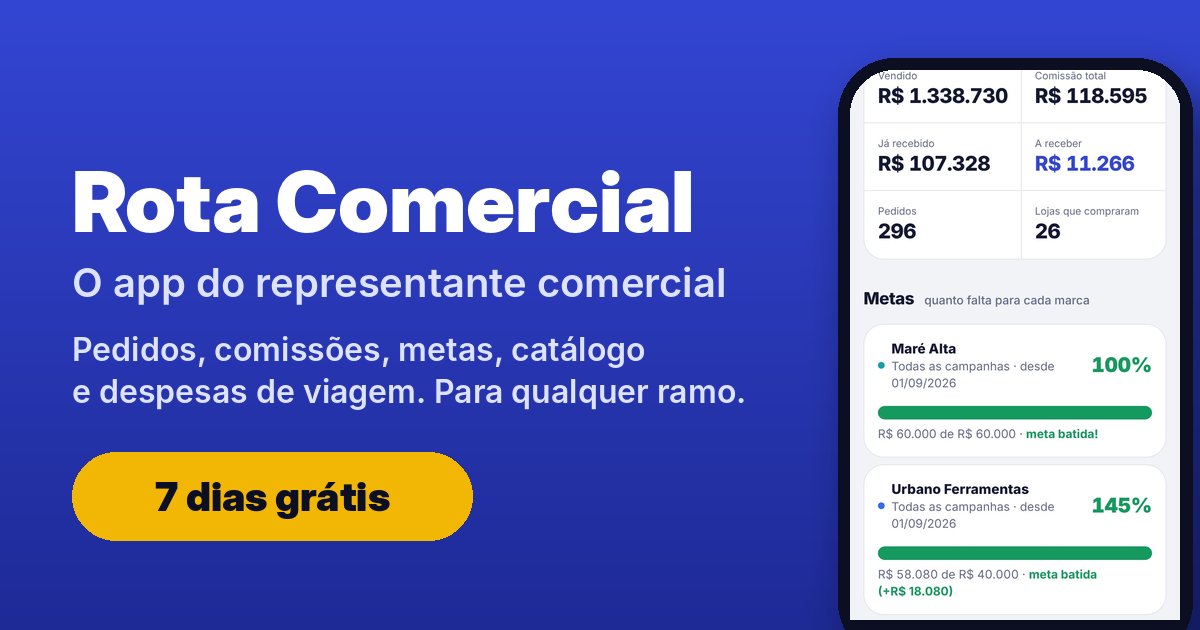 Rota Comercial
O app do representante comercial
Pedidos, comissões, metas, catálogo
e despesas de viagem. Para qualquer ramo.
7 dias grátis
Vendido
R$ 1.338.730
Comissão total
R$ 118.595
Já recebido
R$ 107.328
A receber
R$ 11.266
Pedidos
296
Lojas que compraram
26
Metas quanto falta para cada marca
Maré Alta
Todas as campanhas · desde
01/09/2026
100%
R$ 60.000 de R$ 60.000 · meta batida!
Urbano Ferramentas
Todas as campanhas · desde
01/09/2026
145%
R$ 58.080 de R$ 40.000 · meta batida
(+R$ 18.080)